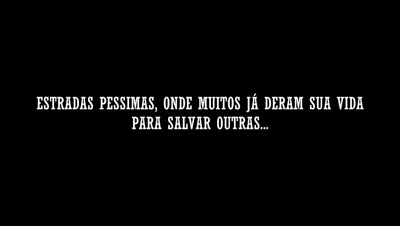 ESTRADAS PESSIMAS, ONDE MUITOS JÁ DERAM SUA VIDA
PARA SALVAR OUTRAS...